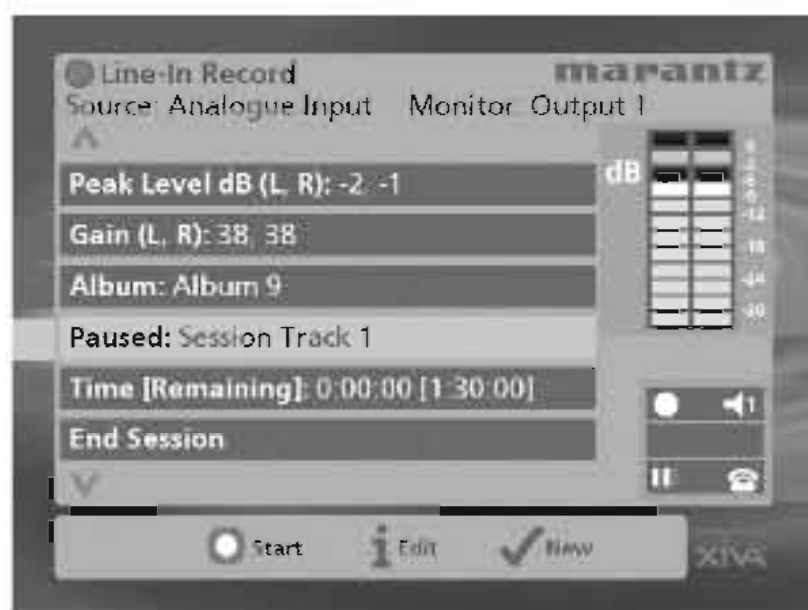 Line-In Record marantz
Source: Analogue Input Monitor: Output 1
Peak Level dB (L, R): -2, -1
dB
Gain (L, R): 38, 38
-12
Album: Album 9
Paused: Session Track 1
Time [Remaining]: 0:00:00 [1:30:00]
1
End Session
Start Edit New
XIVA